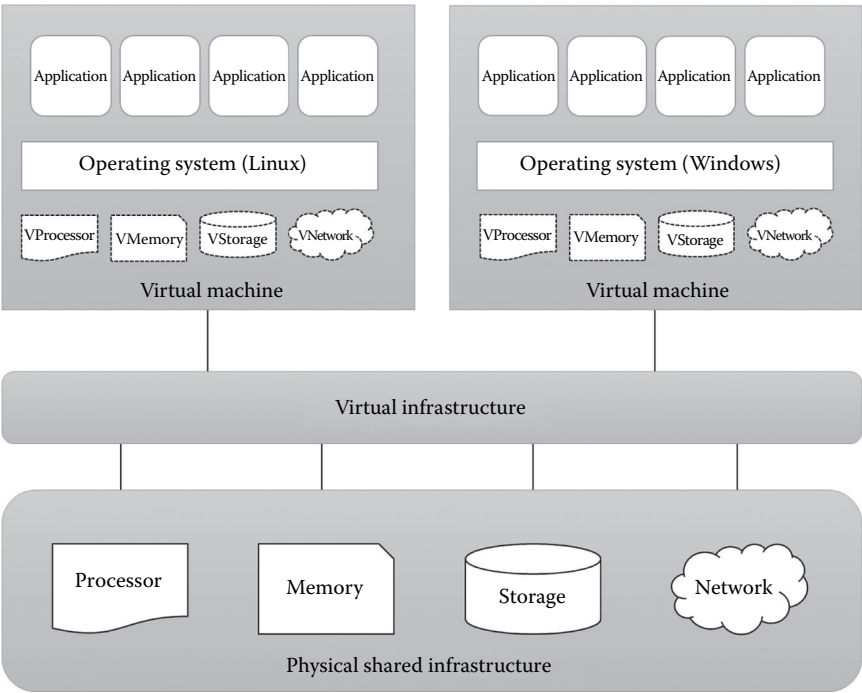 Application Application Application Application
Operating system (Linux)
VProcessor VMemory VStorage VNetwork
Virtual machine
Application Application Application Application
Operating system (Windows)
VProcessor VMemory VStorage VNetwork
Virtual machine
Virtual infrastructure
Processor Memory Storage Network
Physical shared infrastructure